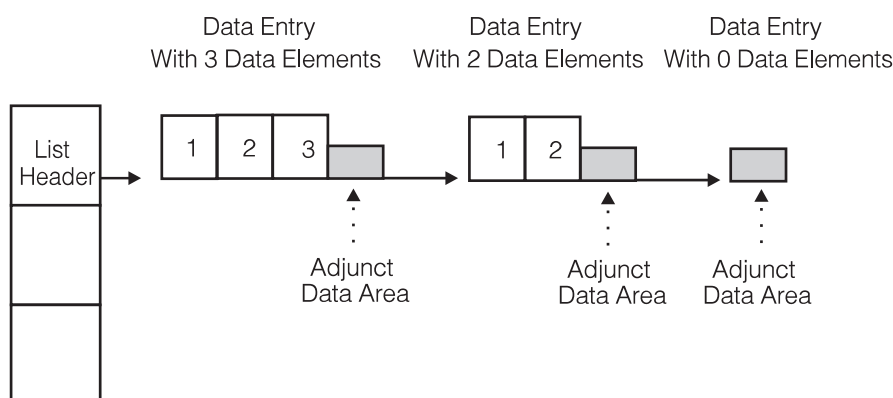 Data Entry
With 3 Data Elements
Data Entry
With 2 Data Elements
Data Entry
With 0 Data Elements
List
Header
1
2
3
1
2
Adjunct
Data Area
Adjunct
Data Area
Adjunct
Data Area